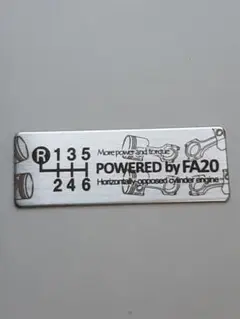 R 1 3 5
2 4 6
More power and torque
POWERED by FA20
Horizontally-opposed cylinder engine